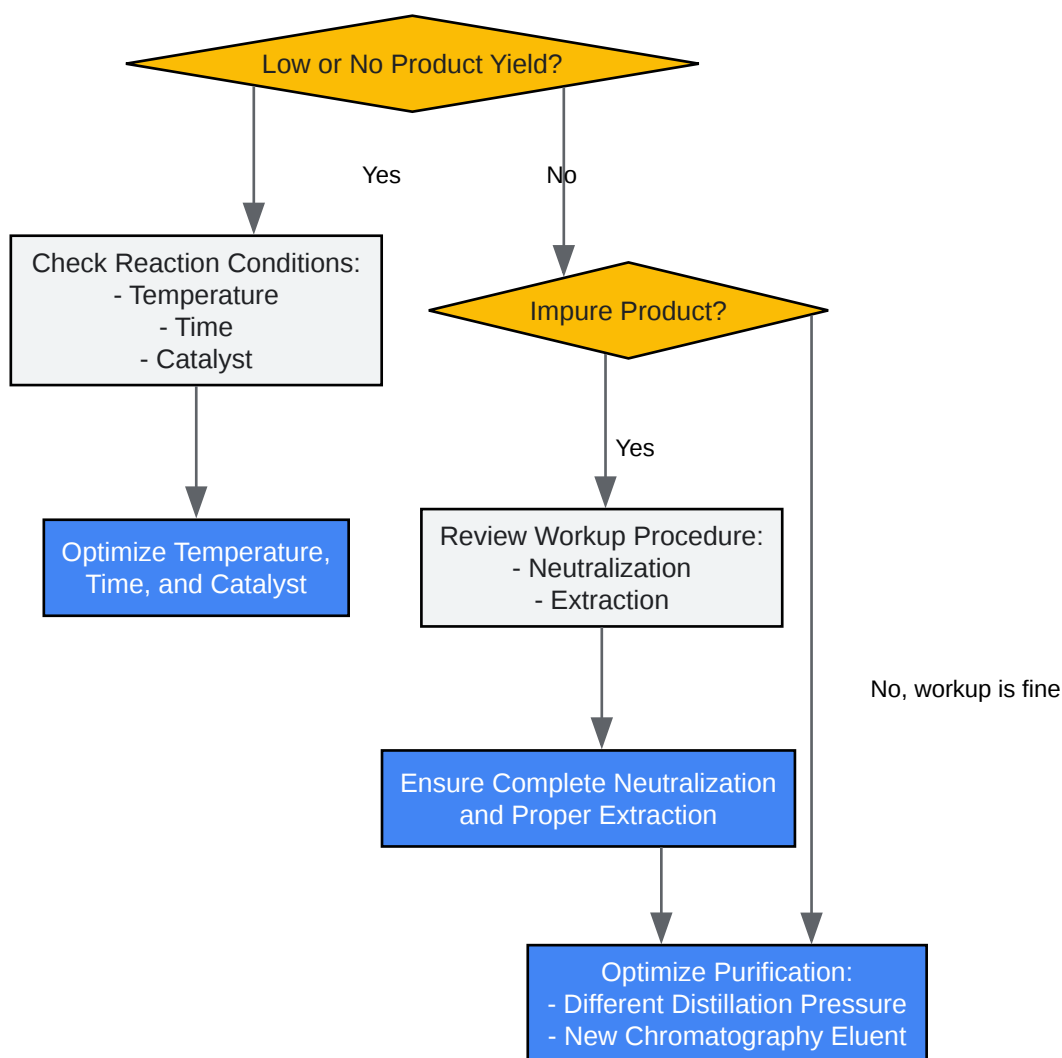 Low or No Product Yield?
Yes
No
Check Reaction Conditions:
- Temperature
- Time
- Catalyst
Impure Product?
Yes
Optimize Temperature,
Time, and Catalyst
Review Workup Procedure:
- Neutralization
- Extraction
No, workup is fine
Ensure Complete Neutralization
and Proper Extraction
Optimize Purification:
- Different Distillation Pressure
- New Chromatography Eluent